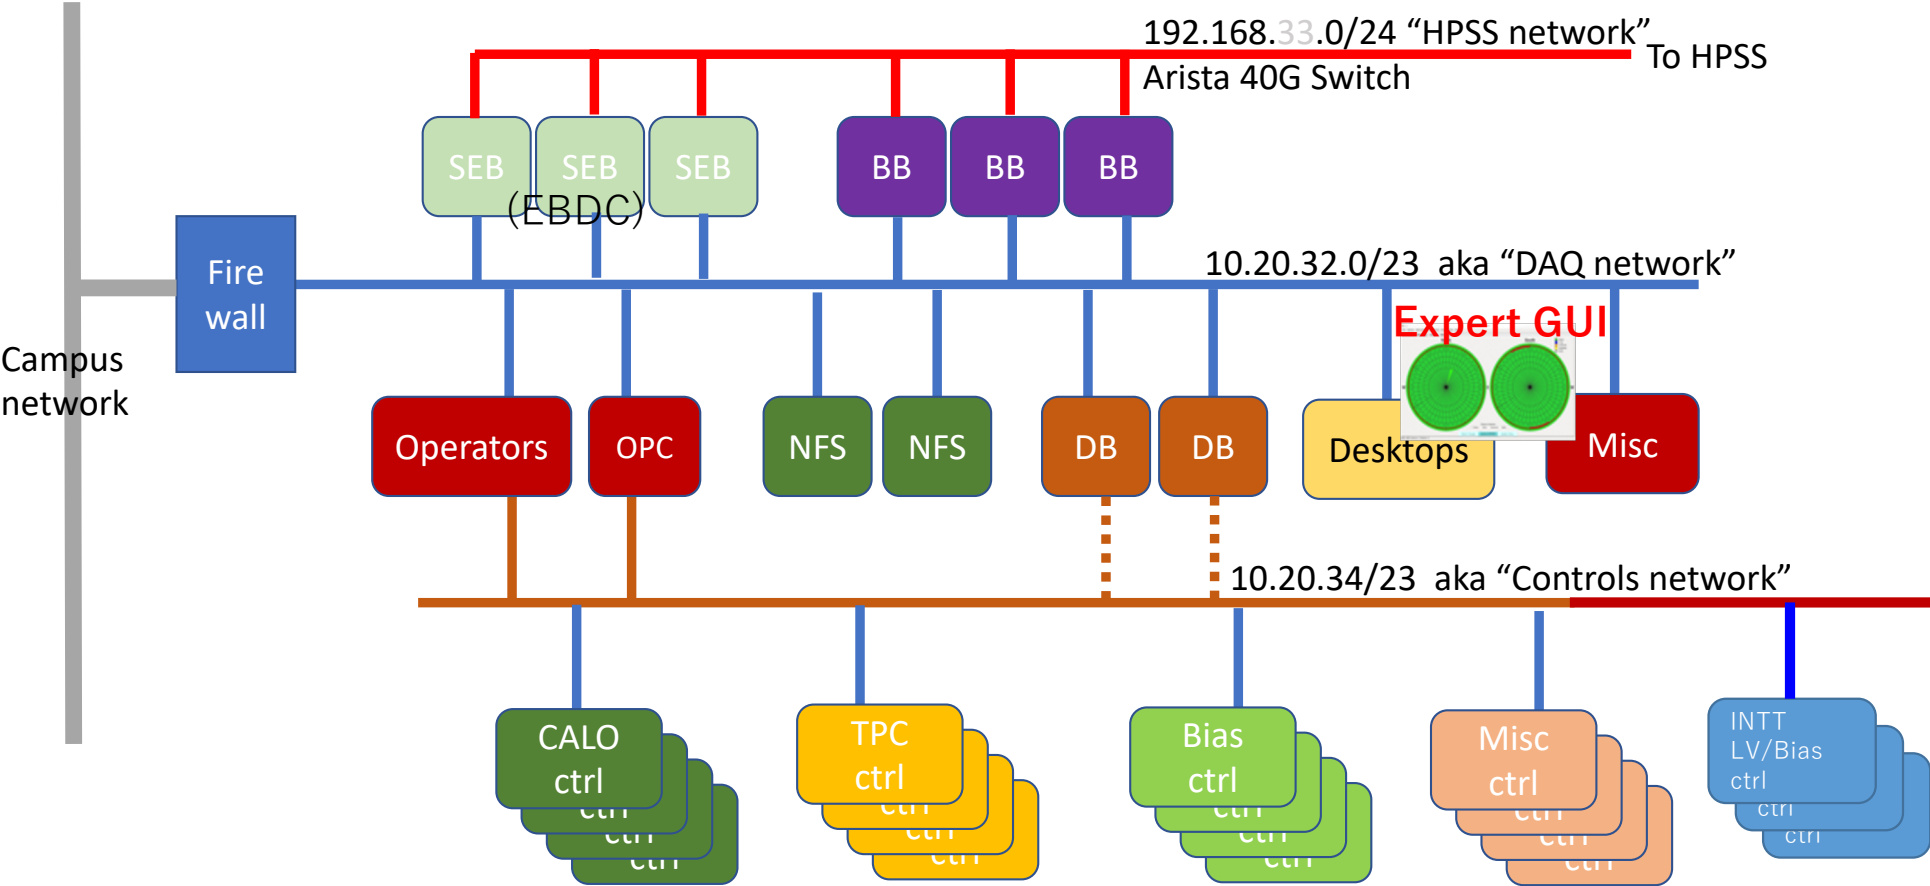 192.168.33.0/24 “HPSS network”
To HPSS
Arista 40G Switch
SEB
SEB
SEB
BB
BB
BB
(EBDC)
Fire
wall
10.20.32.0/23 aka “DAQ network”
Expert GUI
Campus
network
Operators
OPC
NFS
NFS
DB
DB
Desktops
Misc
10.20.34/23 aka “Controls network”
CALO
ctrl
ctrl
ctrl
ctrl
TPC
ctrl
ctrl
ctrl
ctrl
Bias
ctrl
ctrl
ctrl
ctrl
Misc
ctrl
ctrl
ctrl
ctrl
INTT
LV/Bias
ctrl
ctrl
ctrl